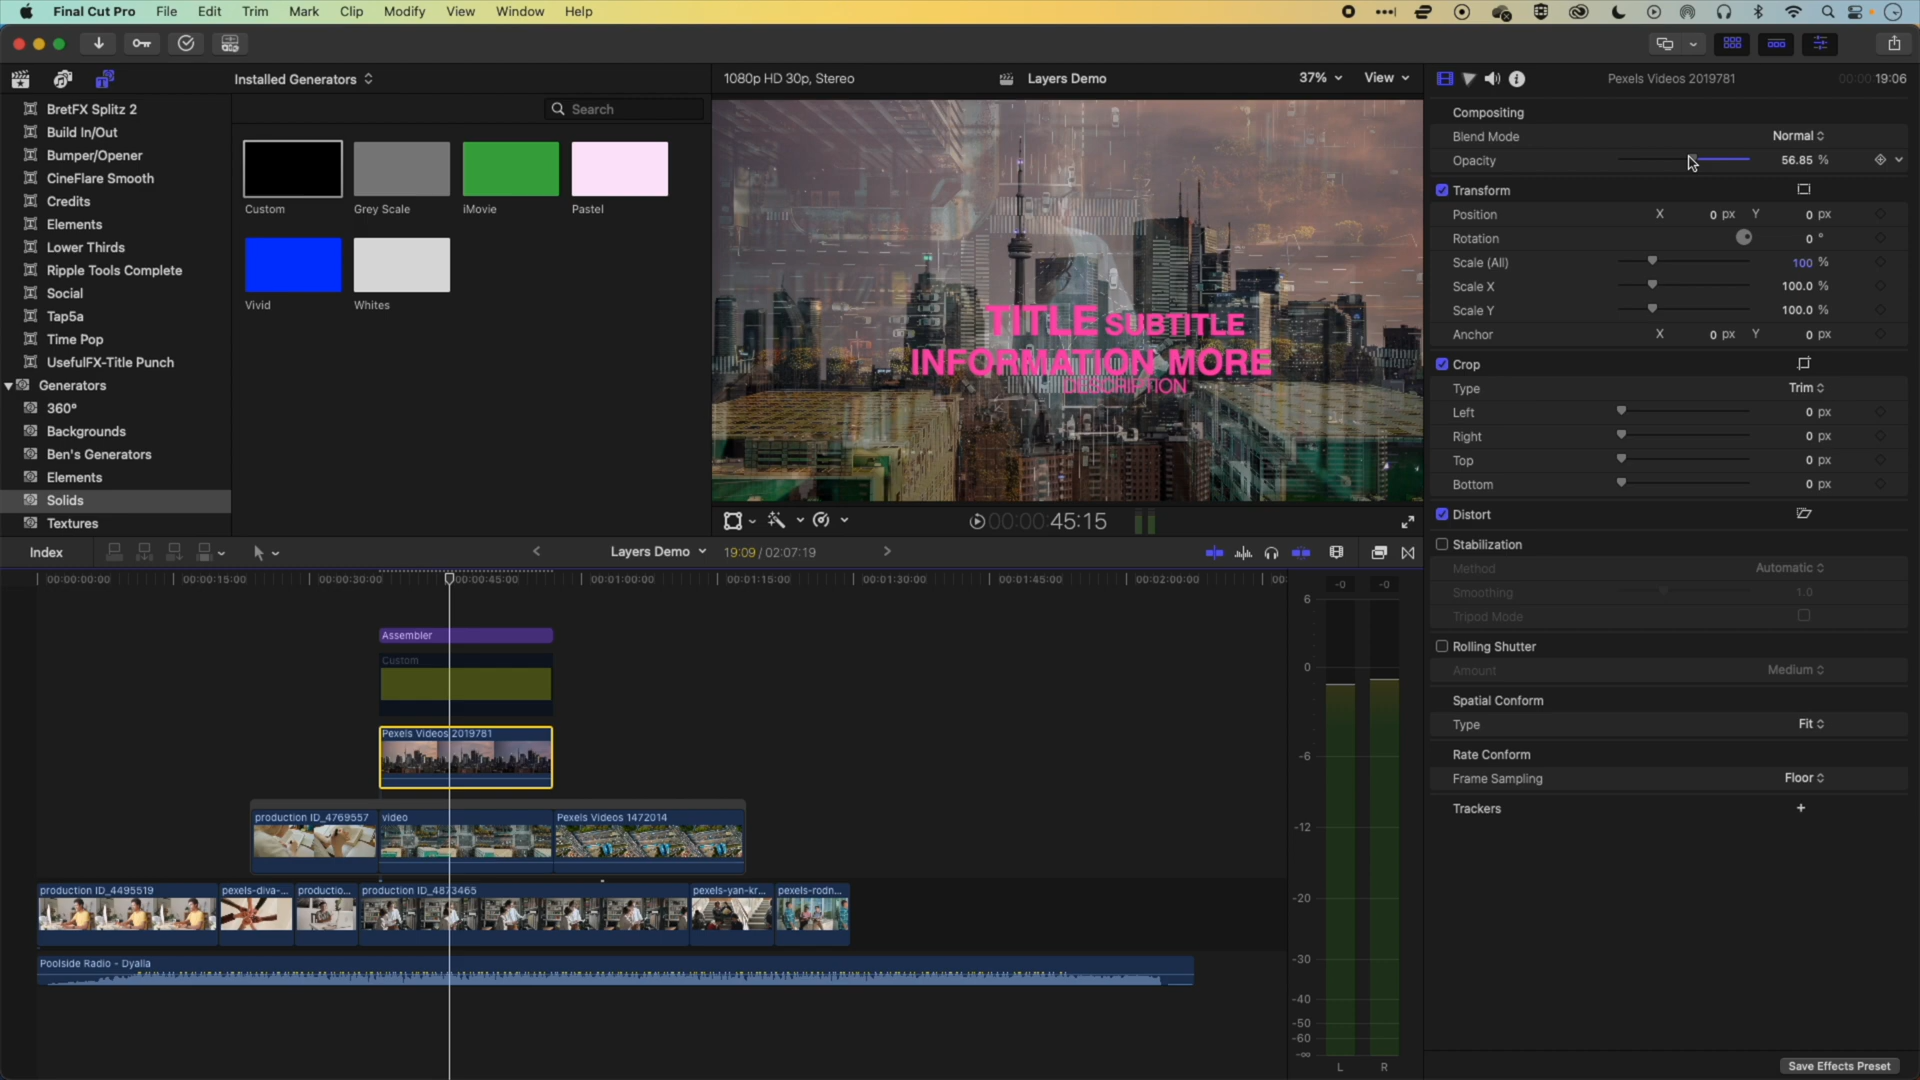 Final Cut Pro File Edit Trim Mark Clip Modify View Window Help
Installed Generators
1080p HD 30p, Stereo
Layers Demo
37%
View
Pexels Videos 2019781
00:00:19:06
BretFX Splitz 2
Build In/Out
Bumper/Opener
CineFlare Smooth
Credits
Elements
Lower Thirds
Ripple Tools Complete
Social
Tap5a
Time Pop
UsefulFX-Title Punch
Generators
360°
Backgrounds
Ben's Generators
Elements
Solids
Textures
Search
Custom
Grey Scale
iMovie
Pastel
Vivid
Whites
TITLE SUBTITLE
INFORMATION MORE
DESCRIPTION
00:00:45:15
Compositing
Blend Mode Normal
Opacity 56.85 %
Transform
Position X 0 px Y 0 px
Rotation 0 °
Scale (All) 100 %
Scale X 100.0 %
Scale Y 100.0 %
Anchor X 0 px Y 0 px
Crop
Type Trim
Left 0 px
Right 0 px
Top 0 px
Bottom 0 px
Distort
Stabilization
Method Automatic
Smoothing 1.0
Tripod Mode
Rolling Shutter
Amount Medium
Spatial Conform
Type Fit
Rate Conform
Frame Sampling Floor
Trackers +
Save Effects Preset
Index
Layers Demo
19:09 / 02:07:19
00:00:00:00 00:00:15:00 00:00:30:00 00:00:45:00 00:01:00:00 00:01:15:00 00:01:30:00 00:01:45:00 00:02:00:00 00:
Assembler
Custom
Pexels Videos 2019781
production ID_4769557 video Pexels Videos 1472014
production ID_4495519 pexels-diva-... productio... production ID_4873465 pexels-yan-kr... pexels-rodn...
Poolside Radio - Dyalla
-0 -0
6
0
-6
-12
-20
-30
-40
-50
-60
-∞
L R